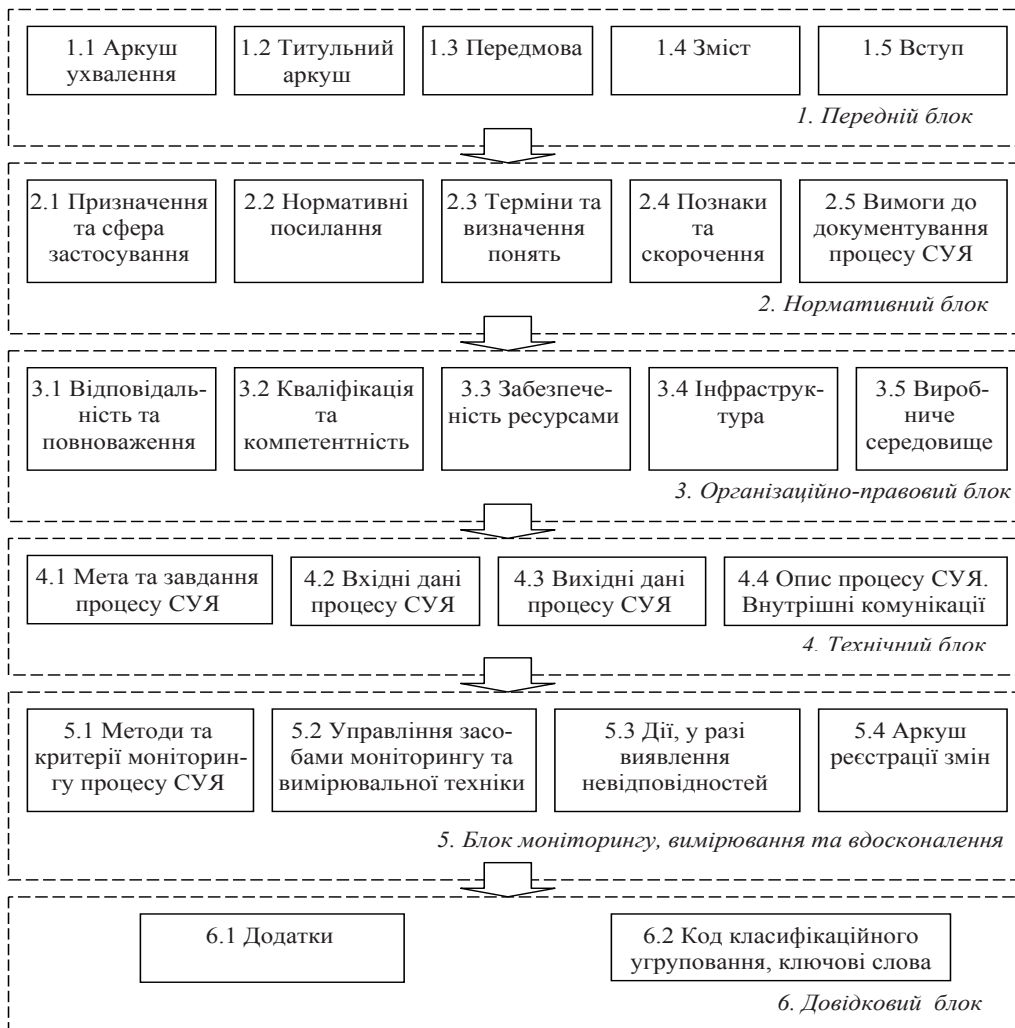 1.1 Аркуш
ухвалення
1.2 Титульний
аркуш
1.3 Передмова
1.4 Зміст
1.5 Вступ
1. Передній блок
2.1 Призначення
та сфера
застосування
2.2 Нормативні
посилання
2.3 Терміни та
визначення
понять
2.4 Познаки
та
скорочення
2.5 Вимоги до
документування
процесу СУЯ
2. Нормативний блок
3.1 Відповідаль-
ність та
повноваження
3.2 Кваліфікація
та
компетентність
3.3 Забезпече-
ність ресурсами
3.4 Інфраструк-
тура
3.5 Вироб-
ниче
середовище
3. Організаційно-правовий блок
4.1 Мета та завдання
процесу СУЯ
4.2 Вхідні дані
процесу СУЯ
4.3 Вихідні дані
процесу СУЯ
4.4 Опис процесу СУЯ.
Внутрішні комунікації
4. Технічний блок
5.1 Методи та
критерії моніторин-
гу процесу СУЯ
5.2 Управління засо-
бами моніторингу та
вимірювальної техніки
5.3 Дії, у разі
виявлення
невідповідностей
5.4 Аркуш
реєстрації змін
5. Блок моніторингу, вимірювання та вдосконалення
6.1 Додатки
6.2 Код класифікаційного
угруповання, ключові слова
6. Довідковий блок